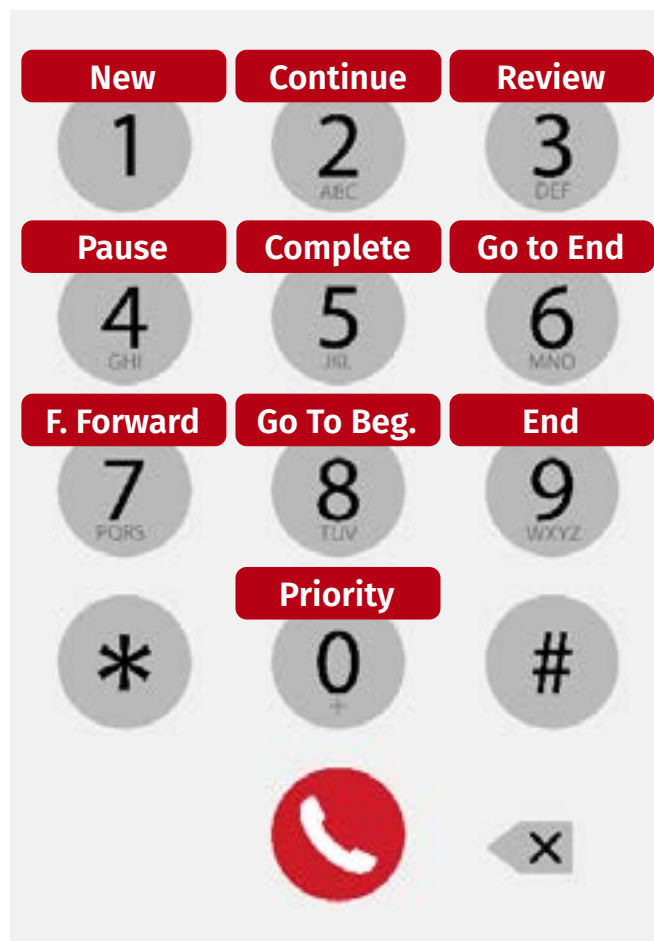 New Continue Review
1 2 3
ABC DEF
Pause Complete Go to End
4 5 6
GHI JKL MNO
F. Forward Go To Beg. End
7 8 9
PQRS TUV WXYZ
Priority
* 0 #
+